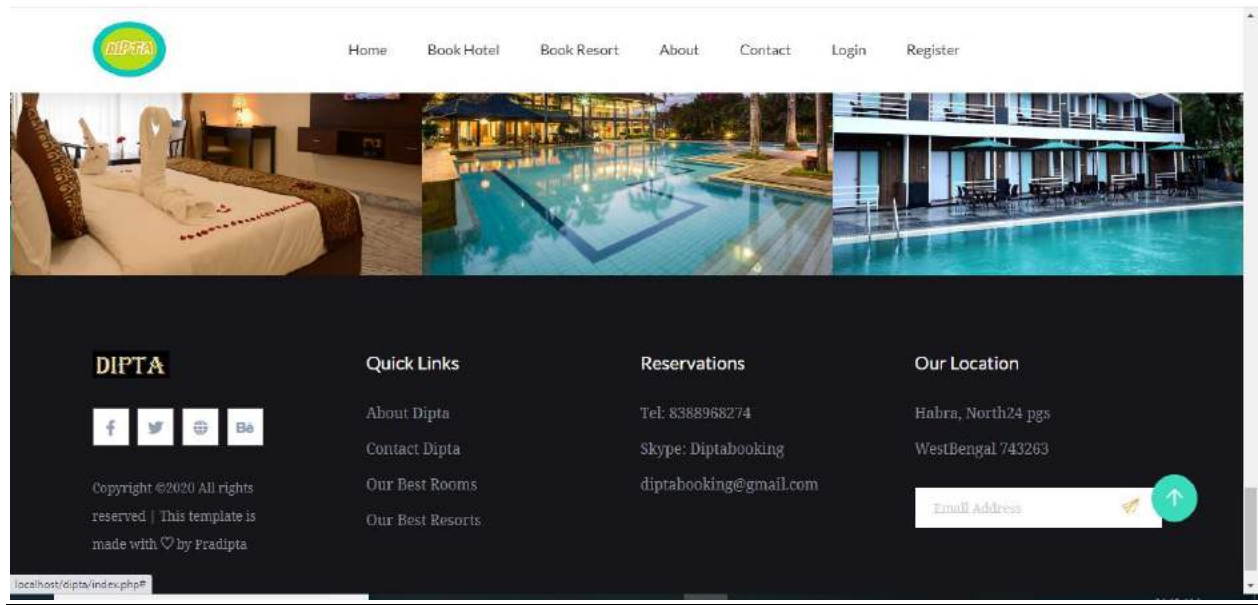 DIPTA
Home Book Hotel Book Resort About Contact Login Register
DIPTA
Bē
Copyright ©2020 All rights
reserved | This template is
made with ♡ by Pradipta
Quick Links
About Dipta
Contact Dipta
Our Best Rooms
Our Best Resorts
Reservations
Tel: 8388968274
Skype: Diptabooking
diptabooking@gmail.com
Our Location
Habra, North24 pgs
WestBengal 743263
Email Address
localhost/dipta/index.php#